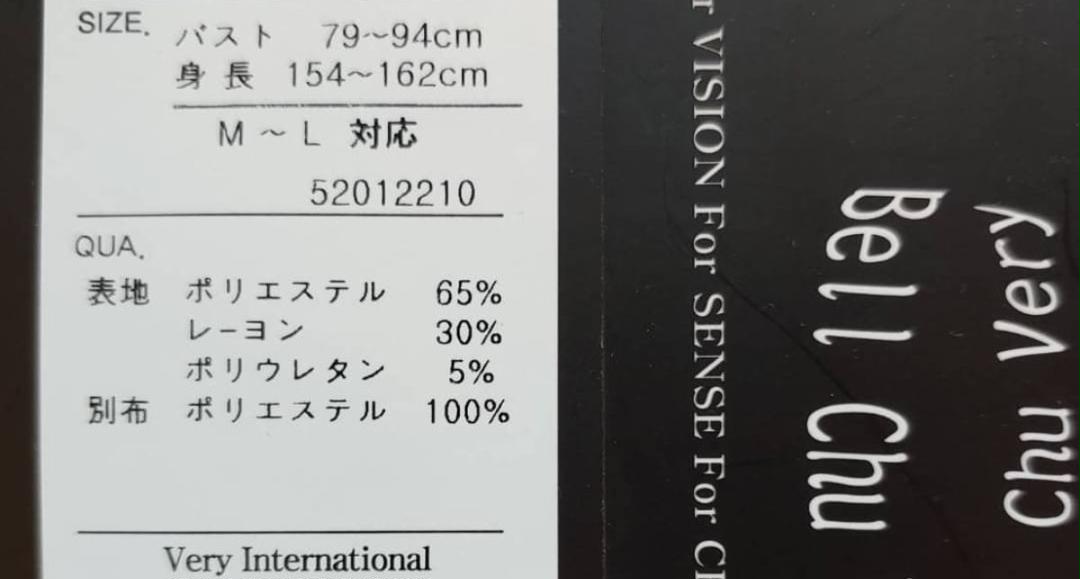 SIZE. バスト 79~94cm
身長 154~162cm
M ~ L 対応
52012210
QUA.
表地 ポリエステル 65%
レーヨン 30%
ポリウレタン 5%
別布 ポリエステル 100%
Very International
VISION For SENSE For
Bell Chu
Chu Very